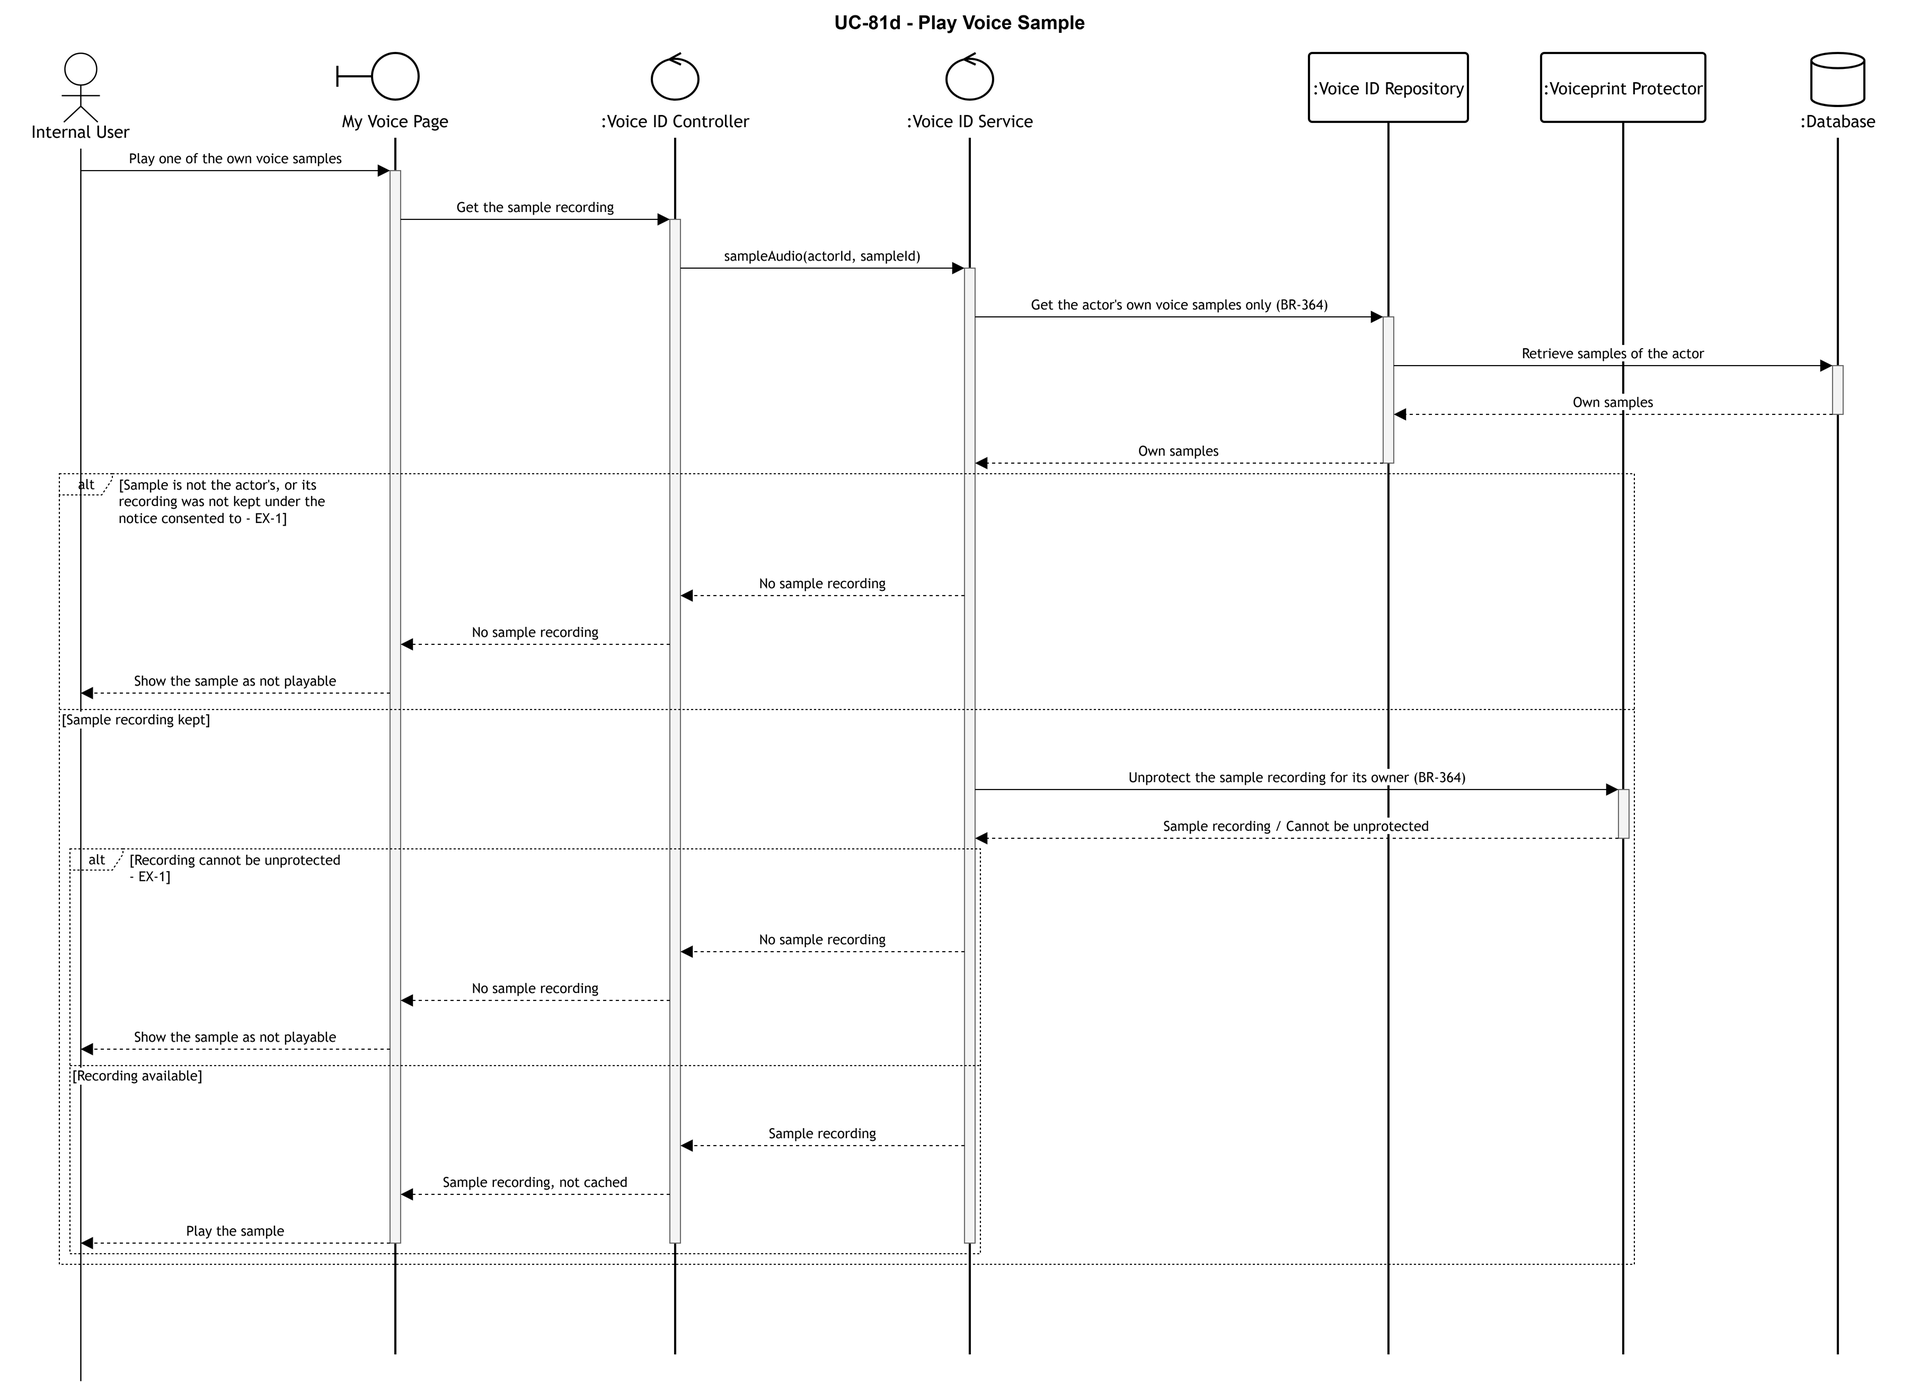 UC-81d - Play Voice Sample
Internal User
My Voice Page
:Voice ID Controller
:Voice ID Service
:Voice ID Repository
:Voiceprint Protector
:Database
Play one of the own voice samples
Get the sample recording
sampleAudio(actorId, sampleId)
Get the actor's own voice samples only (BR-364)
Retrieve samples of the actor
Own samples
Own samples
alt
[Sample is not the actor's, or its
recording was not kept under the
notice consented to - EX-1]
No sample recording
No sample recording
Show the sample as not playable
[Sample recording kept]
Unprotect the sample recording for its owner (BR-364)
Sample recording / Cannot be unprotected
alt
[Recording cannot be unprotected
- EX-1]
No sample recording
No sample recording
Show the sample as not playable
[Recording available]
Sample recording
Sample recording, not cached
Play the sample